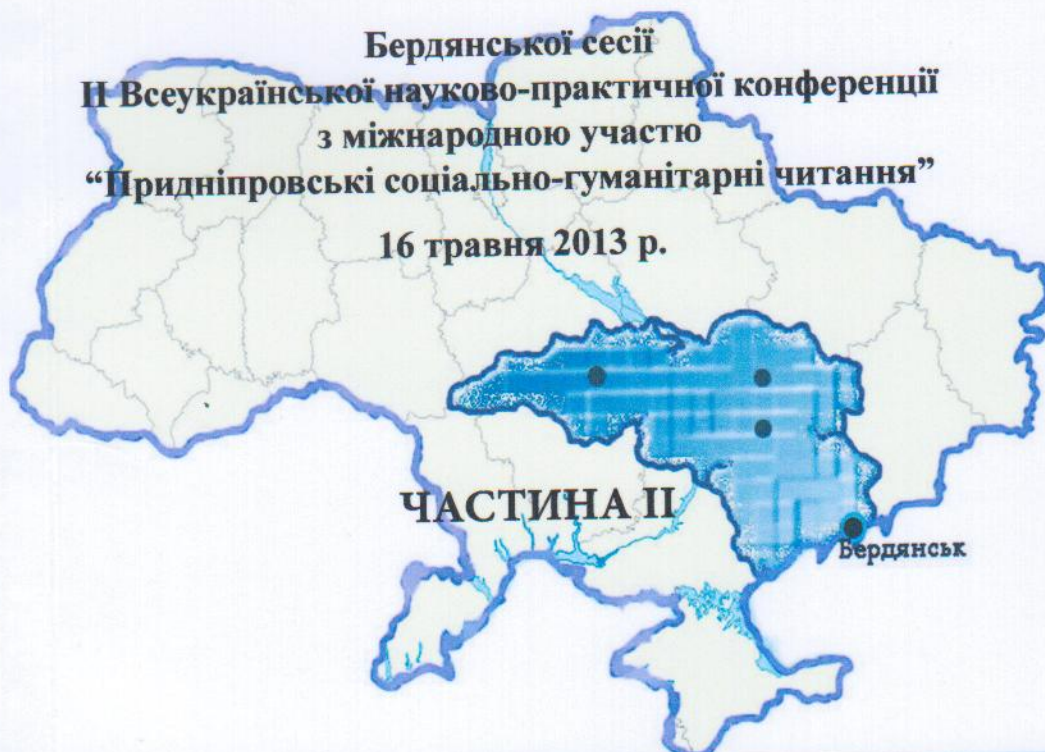 Бердянської сесії
ІІ Всеукраїнської науково-практичної конференції
з міжнародною участю
“Придніпровські соціально-гуманітарні читання”
16 травня 2013 р.
ЧАСТИНА ІІ
Бердянськ